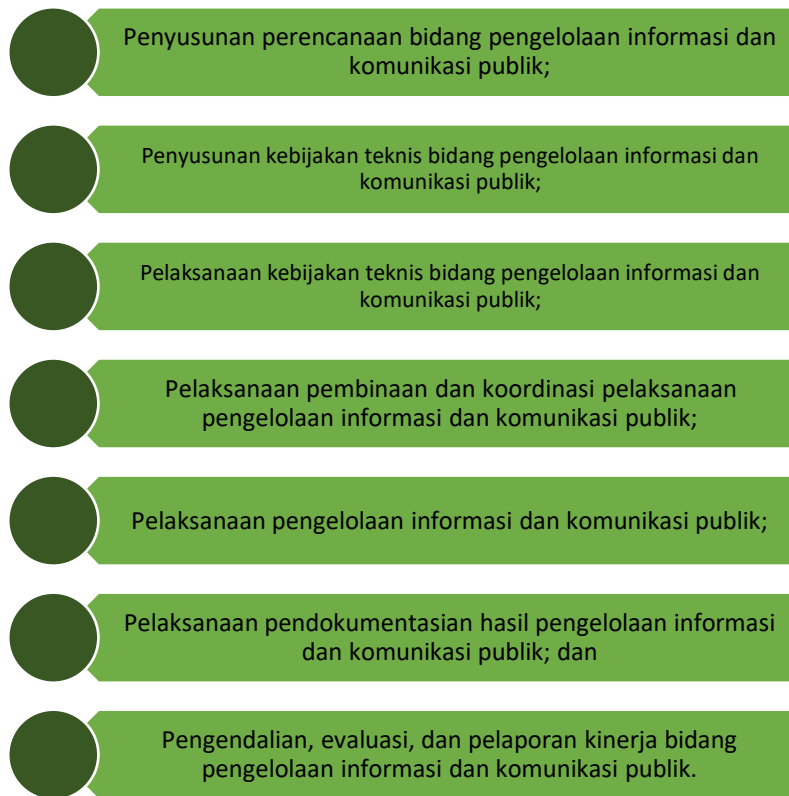 Penyusunan perencanaan bidang pengelolaan informasi dan
komunikasi publik;
Penyusunan kebijakan teknis bidang pengelolaan informasi dan
komunikasi publik;
Pelaksanaan kebijakan teknis bidang pengelolaan informasi dan
komunikasi publik;
Pelaksanaan pembinaan dan koordinasi pelaksanaan
pengelolaan informasi dan komunikasi publik;
Pelaksanaan pengelolaan informasi dan komunikasi publik;
Pelaksanaan pendokumentasian hasil pengelolaan informasi
dan komunikasi publik; dan
Pengendalian, evaluasi, dan pelaporan kinerja bidang
pengelolaan informasi dan komunikasi publik.